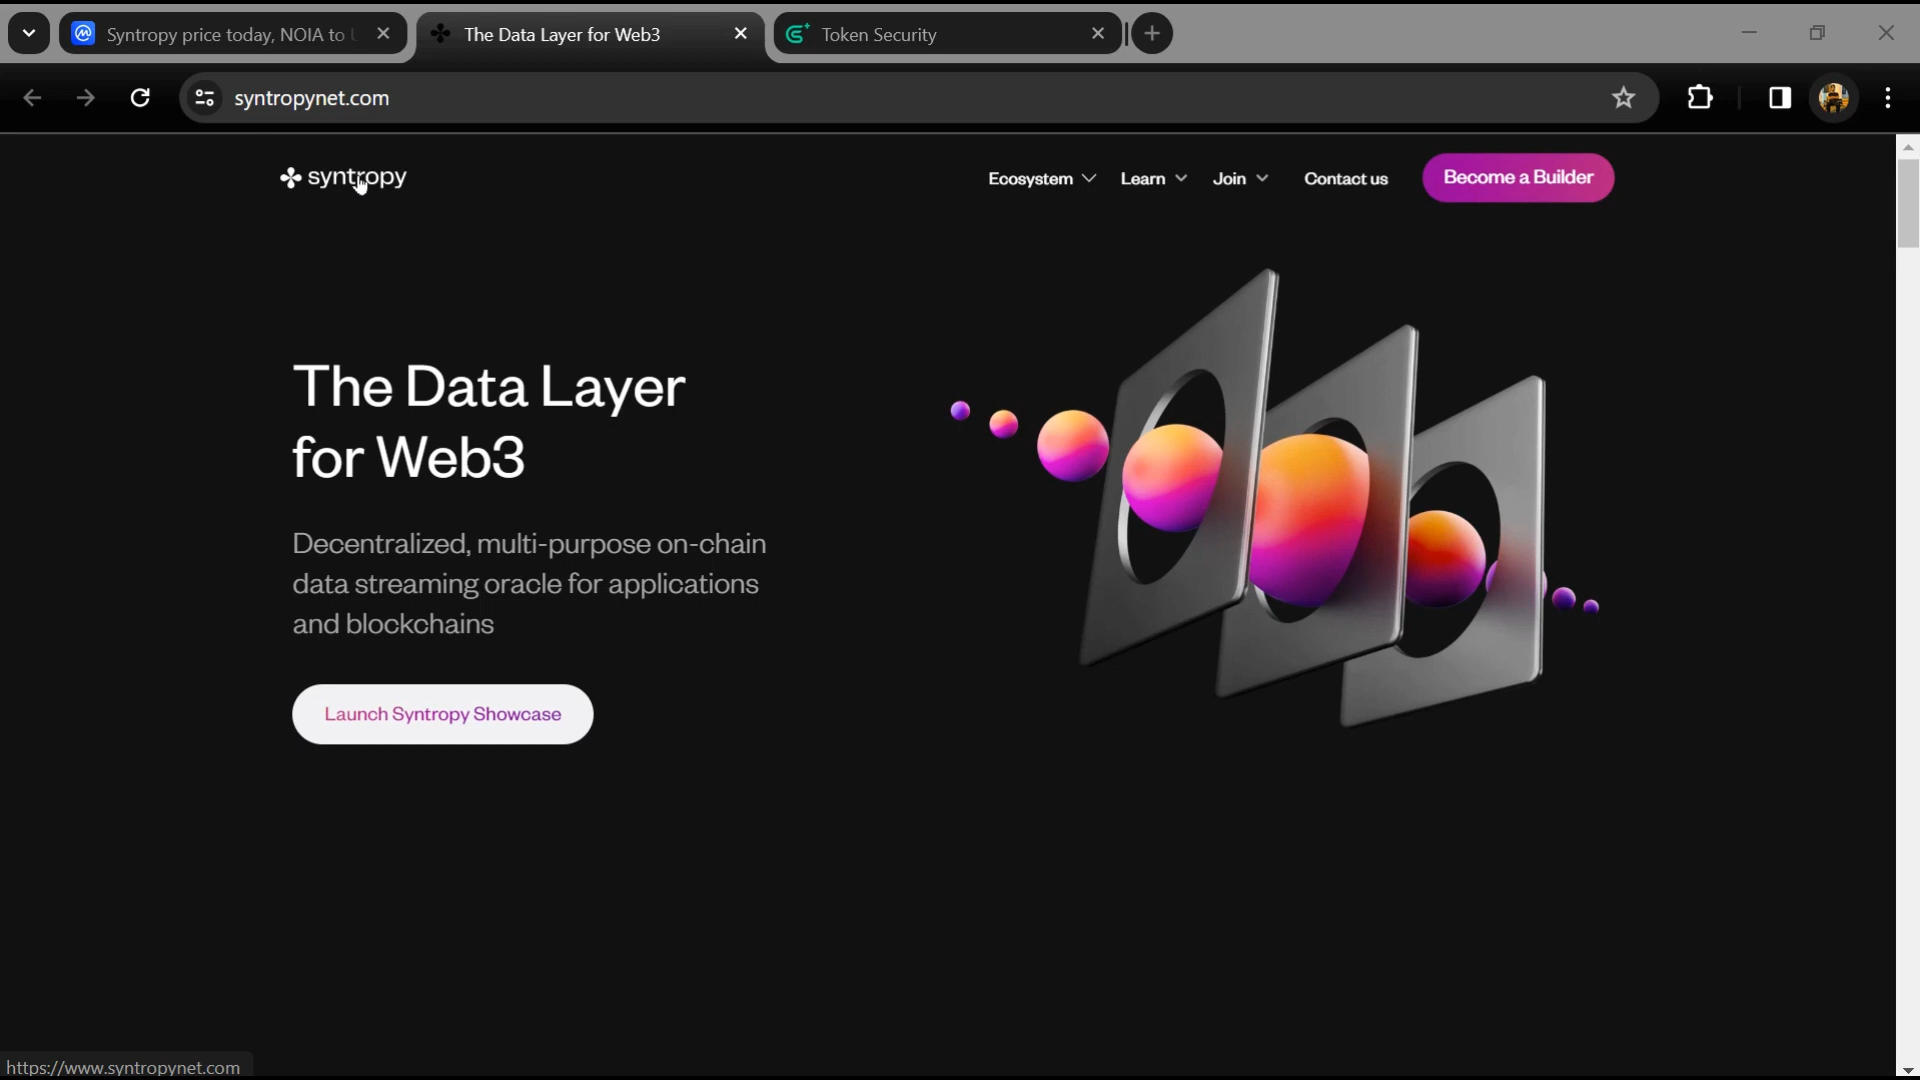 Syntropy price today, NOIA to
The Data Layer for Web3
Token Security
syntropynet.com
syntropy
Ecosystem
Learn
Join
Contact us
Become a Builder
The Data Layer
for Web3
Decentralized, multi-purpose on-chain
data streaming oracle for applications
and blockchains
Launch Syntropy Showcase
https://www.syntropynet.com